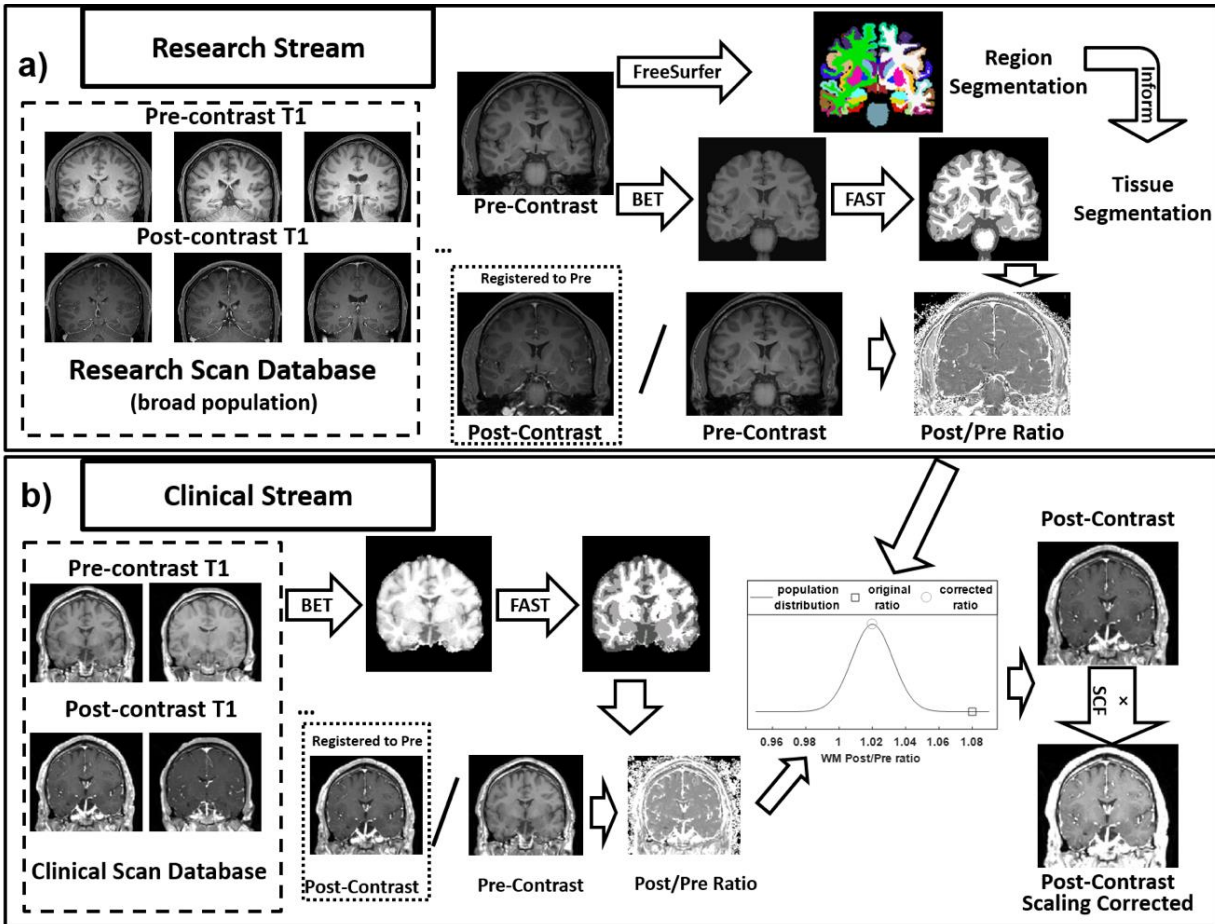 a)
Research Stream
Pre-contrast T1
Post-contrast T1
...
Research Scan Database
(broad population)
Pre-Contrast
FreeSurfer
Region
Segmentation
Inform
BET
FAST
Tissue
Segmentation
Registered to Pre
Post-Contrast
/
Pre-Contrast
Post/Pre Ratio
b)
Clinical Stream
Pre-contrast T1
Post-contrast T1
...
Clinical Scan Database
BET
FAST
Registered to Pre
Post-Contrast
/
Pre-Contrast
Post/Pre Ratio
population
distribution
original
ratio
corrected
ratio
0.96 0.98 1 1.02 1.04 1.06 1.08
WM Post/Pre ratio
Post-Contrast
×
SCF
Post-Contrast
Scaling Corrected